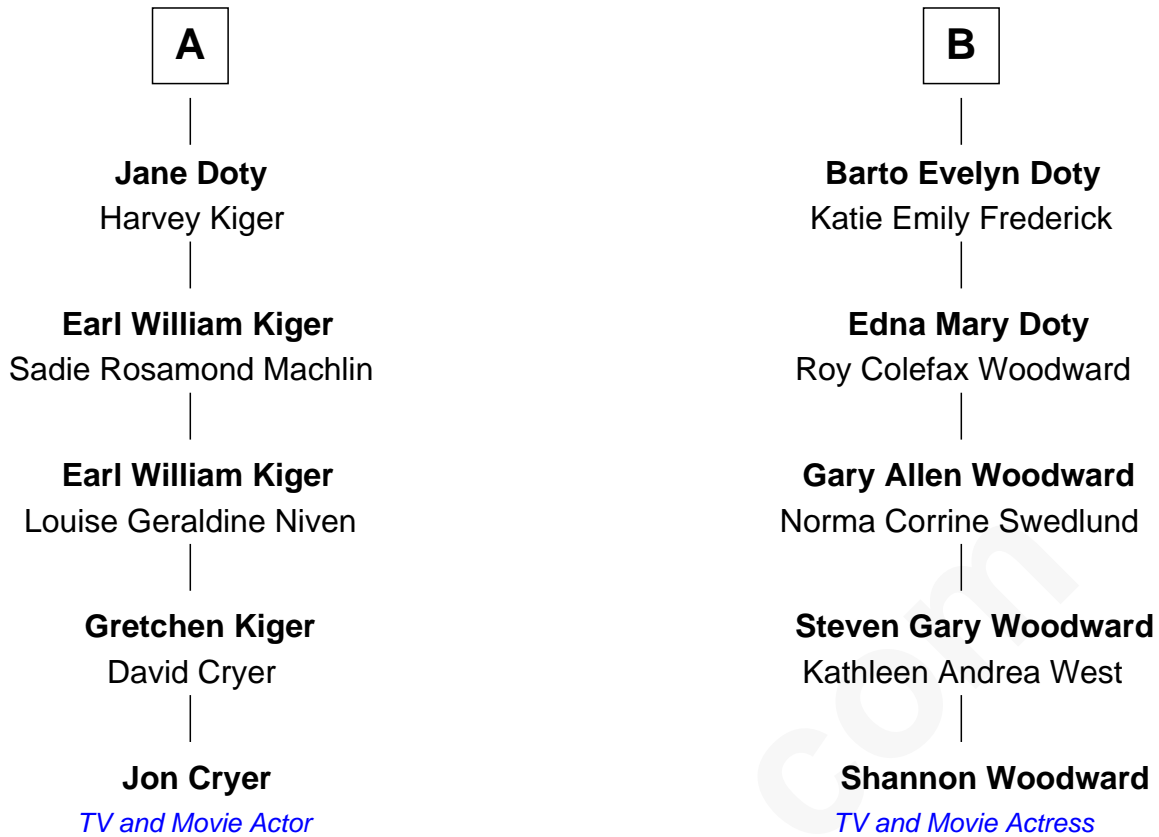 A
Jane Doty
Harvey Kiger
Earl William Kiger
Sadie Rosamond Machlin
Earl William Kiger
Louise Geraldine Niven
Gretchen Kiger
David Cryer
Jon Cryer
TV and Movie Actor
B
Barto Evelyn Doty
Katie Emily Frederick
Edna Mary Doty
Roy Colefax Woodward
Gary Allen Woodward
Norma Corrine Swedlund
Steven Gary Woodward
Kathleen Andrea West
Shannon Woodward
TV and Movie Actress
com